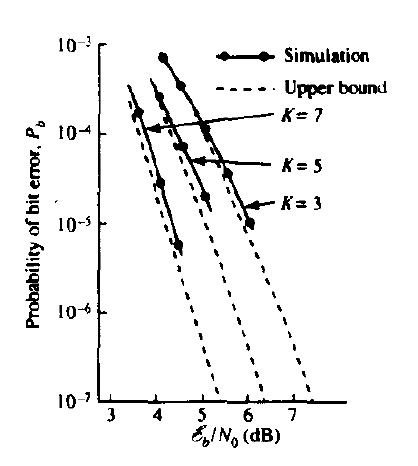 10⁻³
10⁻⁴
10⁻⁵
10⁻⁶
10⁻⁷
Probability of bit error, P_b
Simulation
Upper bound
K = 7
K = 5
K = 3
3 4 5 6 7
ℰ_b/N_0 (dB)